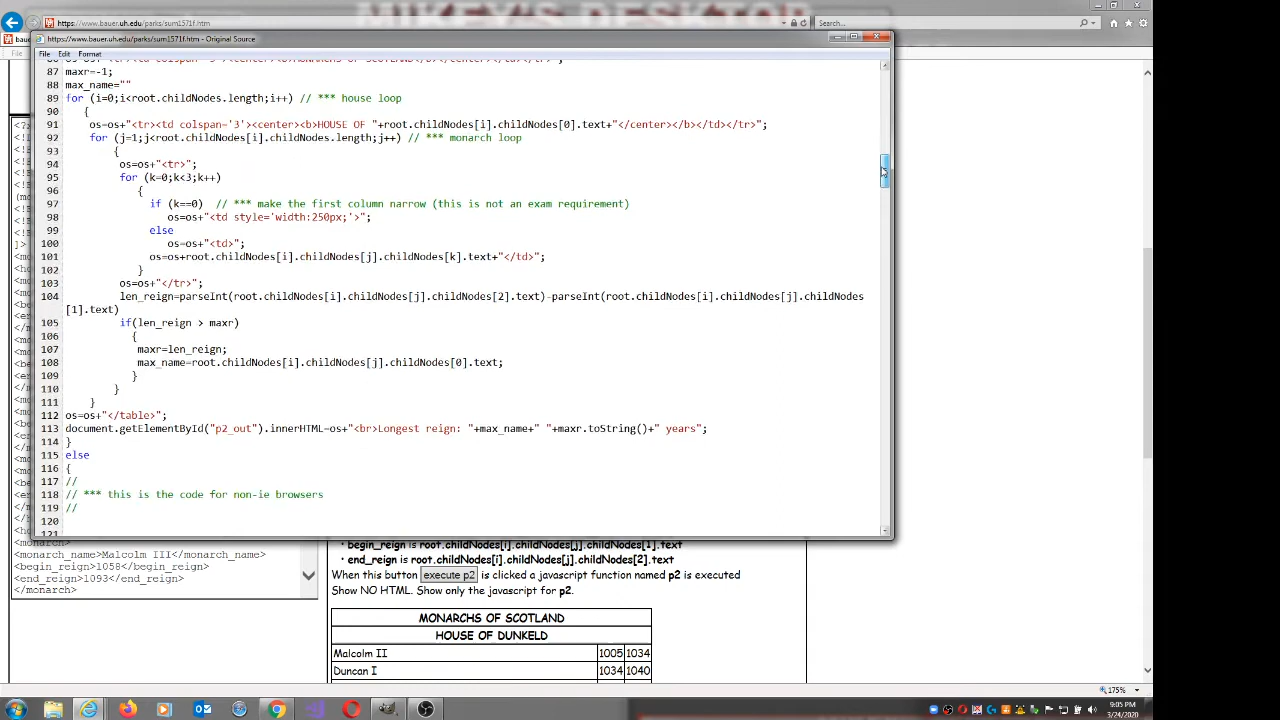 MIKEY'S DESKTOP
https://www.bauer.uh.edu/parks/sum1571f.htm
Search...
https://www.bauer.uh.edu/parks/sum1571f.htm - Original Source
File Edit Format
87 maxr=-1;
88 max_name=""
89 for (i=0;i<root.childNodes.length;i++) // *** house loop
90 {
91 os=os+"<tr><td colspan='3'><center><b>HOUSE OF "+root.childNodes[i].childNodes[0].text+"</center></b></td></tr>";
92 for (j=1;j<root.childNodes[i].childNodes.length;j++) // *** monarch loop
93 {
94 os=os+"<tr>";
95 for (k=0;k<3;k++)
96 {
97 if (k==0) // *** make the first column narrow (this is not an exam requirement)
98 os=os+"<td style='width:250px;'>";
99 else
100 os=os+"<td>";
101 os=os+root.childNodes[i].childNodes[j].childNodes[k].text+"</td>";
102 }
103 os=os+"</tr>";
104 len_reign=parseInt(root.childNodes[i].childNodes[j].childNodes[2].text)-parseInt(root.childNodes[i].childNodes[j].childNodes
[1].text)
105 if(len_reign > maxr)
106 {
107 maxr=len_reign;
108 max_name=root.childNodes[i].childNodes[j].childNodes[0].text;
109 }
110 }
111 }
112 os=os+"</table>";
113 document.getElementById("p2_out").innerHTML=os+"<br>Longest reign: "+max_name+" "+maxr.toString()+" years";
114 }
115 else
116 {
117 //
118 // *** this is the code for non-ie browsers
119 //
120
<monarch_name>Malcolm III</monarch_name>
<begin_reign>1058</begin_reign>
<end_reign>1093</end_reign>
</monarch>
• begin_reign is root.childNodes[i].childNodes[j].childNodes[1].text
• end_reign is root.childNodes[i].childNodes[j].childNodes[2].text
When this button execute p2 is clicked a javascript function named p2 is executed
Show NO HTML. Show only the javascript for p2.
MONARCHS OF SCOTLAND
HOUSE OF DUNKELD
Malcolm II 1005 1034
Duncan I 1034 1040
175%
9:05 PM
3/24/2020